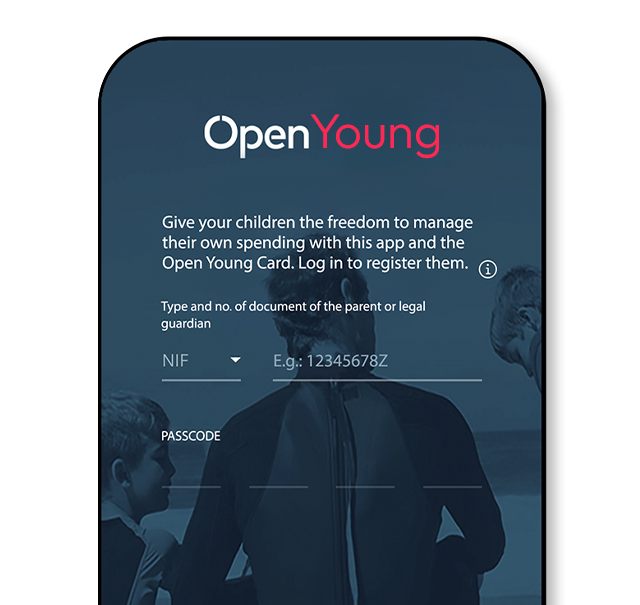 OpenYoung
Give your children the freedom to manage
their own spending with this app and the
Open Young Card. Log in to register them.
Type and no. of document of the parent or legal
guardian
NIF E.g.: 12345678Z
PASSCODE